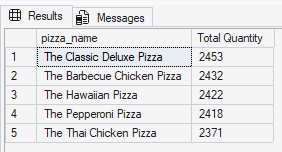 Results Messages
pizza_name Total Quantity
1 The Classic Deluxe Pizza 2453
2 The Barbecue Chicken Pizza 2432
3 The Hawaiian Pizza 2422
4 The Pepperoni Pizza 2418
5 The Thai Chicken Pizza 2371